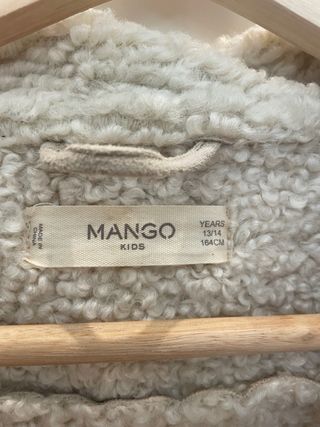 MANGO
KIDS
YEARS
13/14
164CM
MADE IN
CHINA